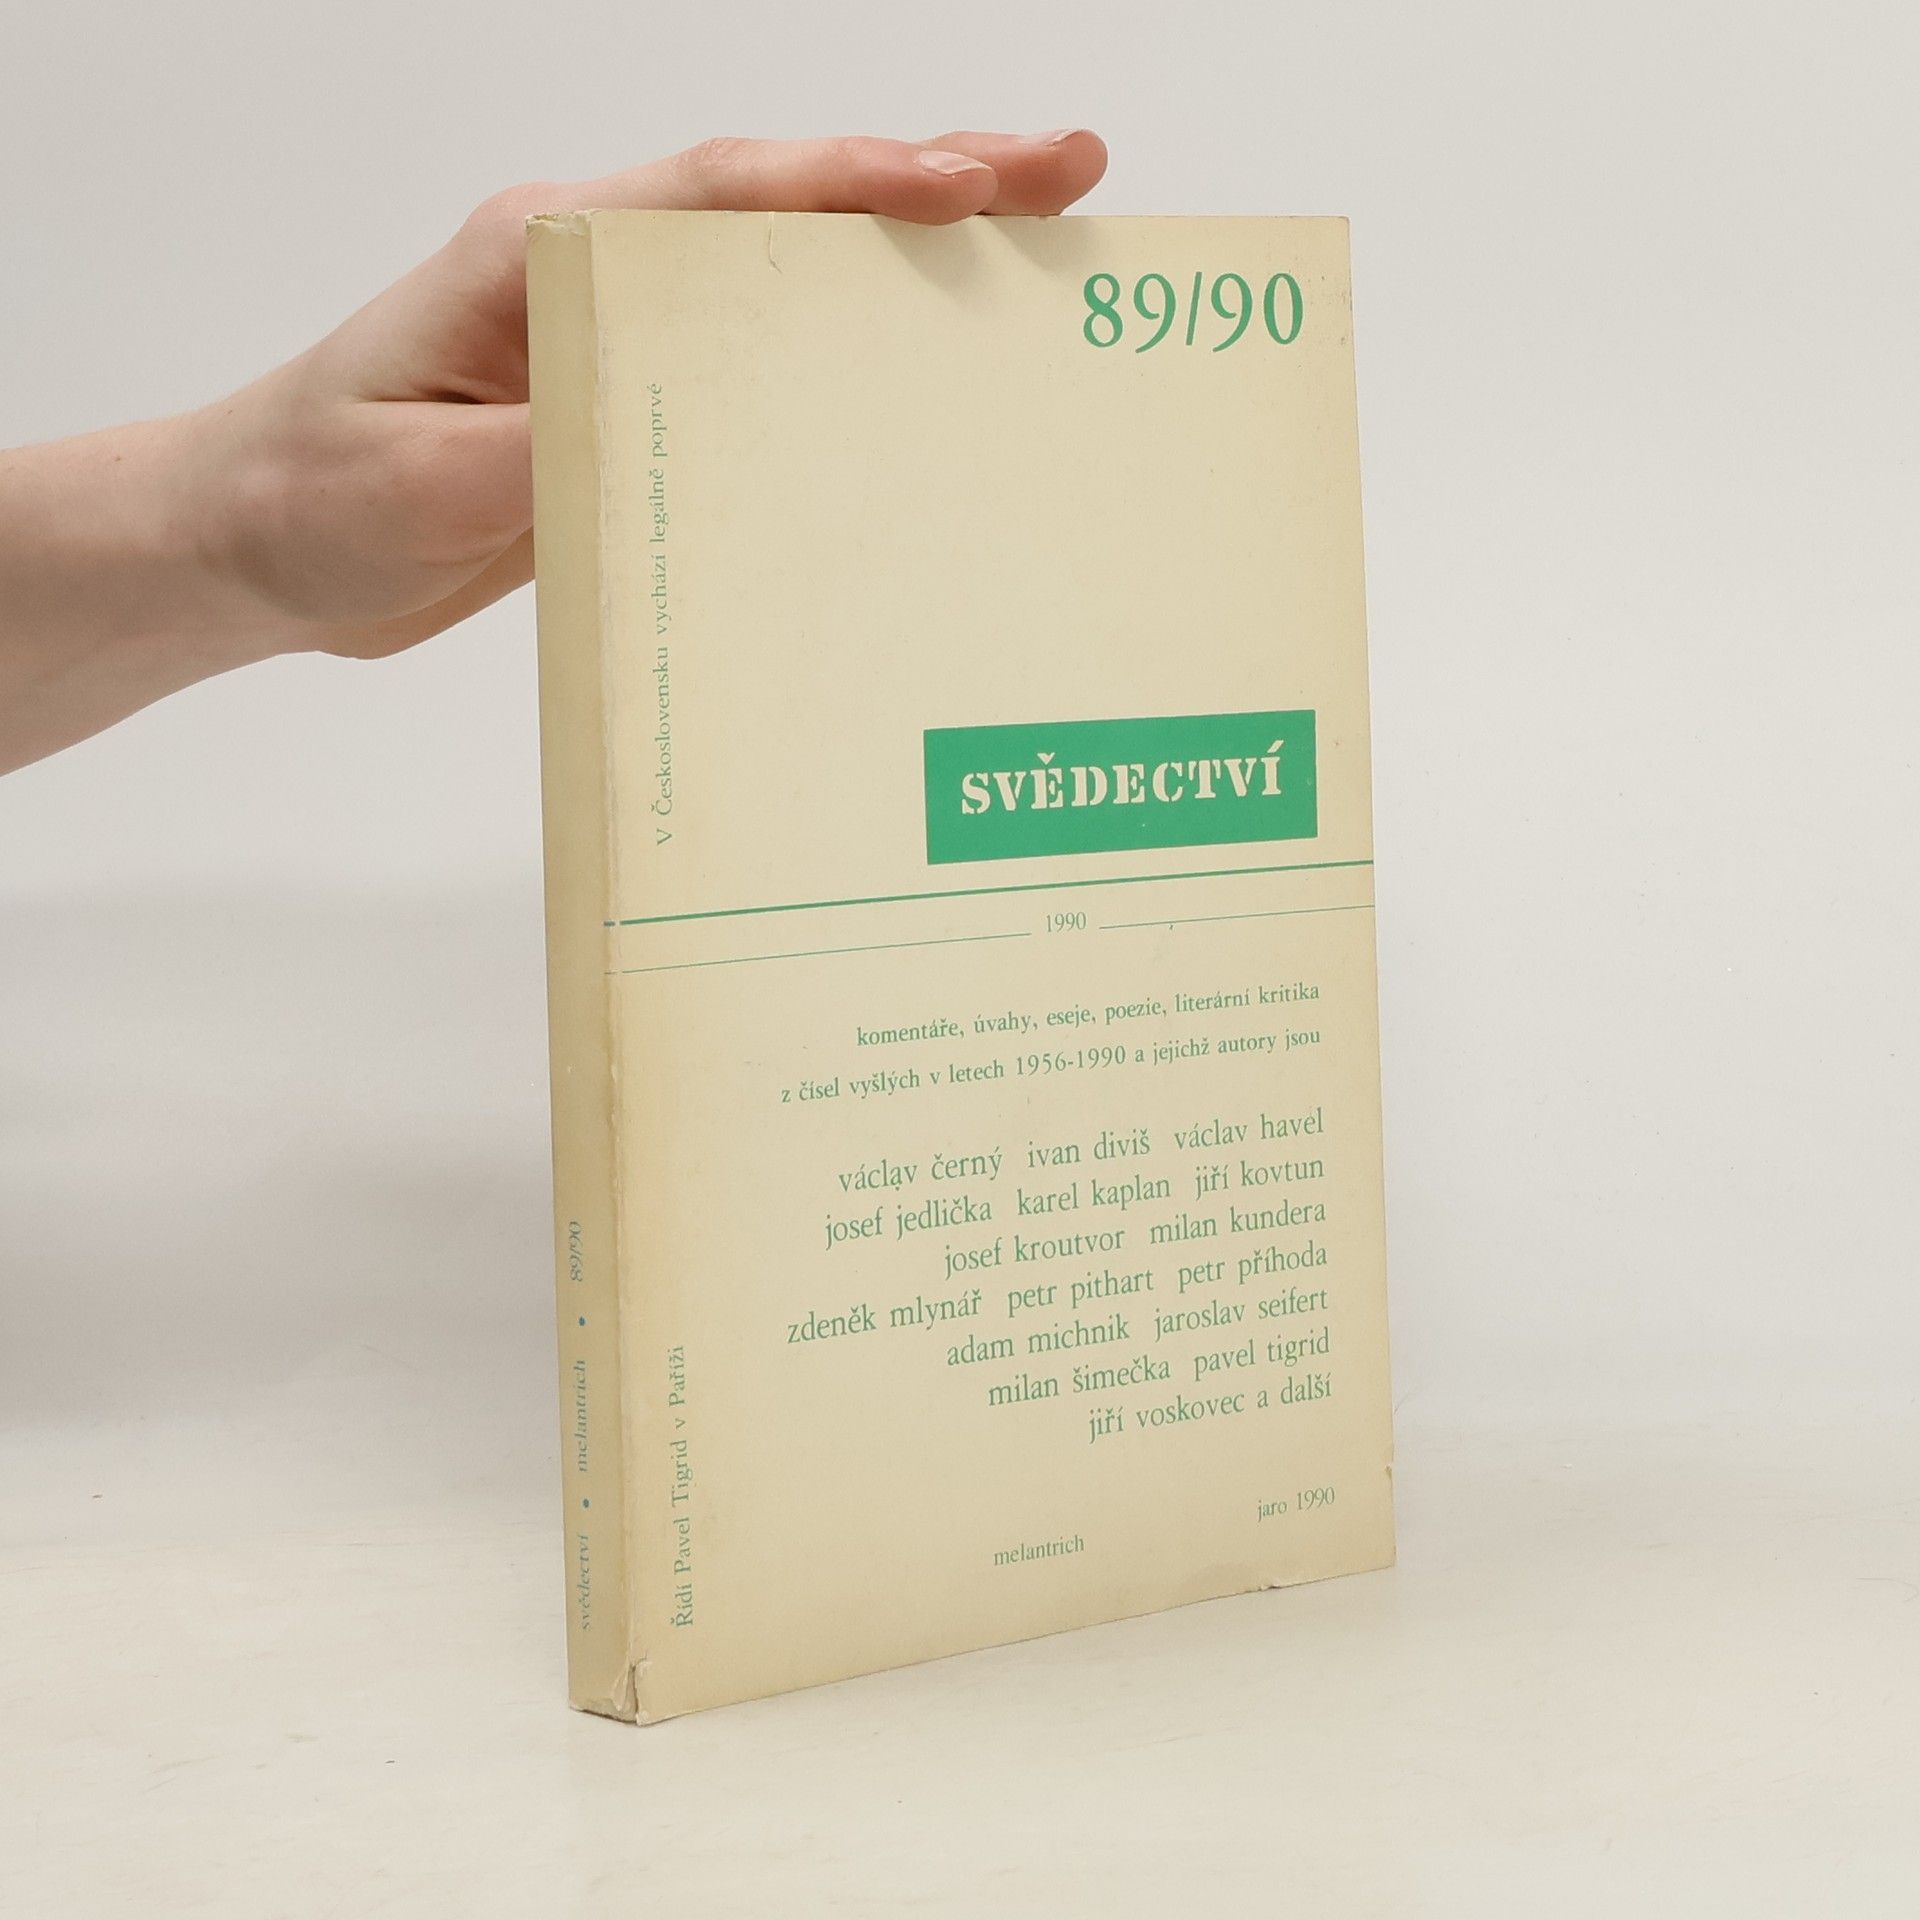 89/90
V Československu vychází legálně poprvé
SVĚDECTVÍ
1990
komentáře, úvahy, eseje, poezie, literární kritika
z čísel vyšlých v letech 1956-1990 a jejichž autory jsou
václav černý ivan diviš václav havel
josef jedlička karel kaplan jiří kovtun
josef kroutvor milan kundera
zdeněk mlynář petr pithart petr příhoda
adam michnik jaroslav seifert
milan šimečka pavel tigrid
jiří voskovec a další
Řídí Pavel Tigrid v Paříži
jaro 1990
melantrich
svědectví • melantrich • 89/90